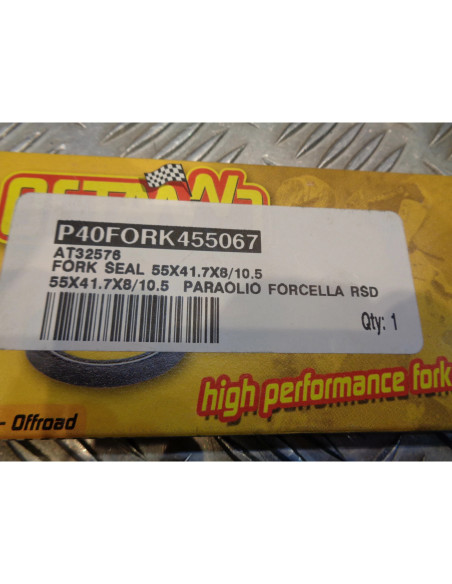 P40FORK455067
AT32576
FORK SEAL 55X41.7X8/10.5
55X41.7X8/10.5 PARAOLIO FORCELLA RSD
Qty: 1
high performance fork
- Offroad